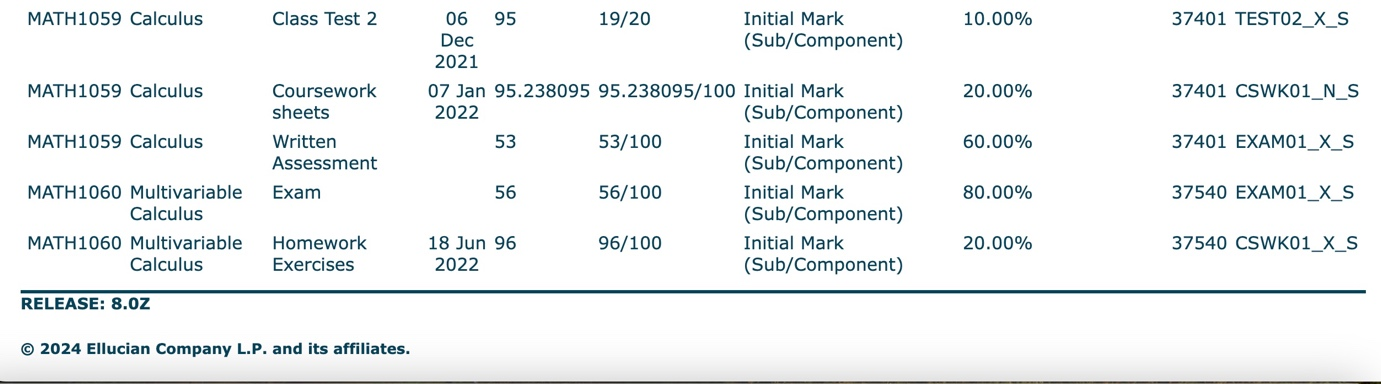 MATH1059 Calculus Class Test 2 06 95 19/20 Initial Mark 10.00% 37401 TEST02_X_S
Dec (Sub/Component)
2021
MATH1059 Calculus Coursework 07 Jan 95.238095 95.238095/100 Initial Mark 20.00% 37401 CSWK01_N_S
sheets 2022 (Sub/Component)
MATH1059 Calculus Written 53 53/100 Initial Mark 60.00% 37401 EXAM01_X_S
Assessment (Sub/Component)
MATH1060 Multivariable Exam 56 56/100 Initial Mark 80.00% 37540 EXAM01_X_S
Calculus (Sub/Component)
MATH1060 Multivariable Homework 18 Jun 96 96/100 Initial Mark 20.00% 37540 CSWK01_X_S
Calculus Exercises 2022 (Sub/Component)
RELEASE: 8.0Z
© 2024 Ellucian Company L.P. and its affiliates.